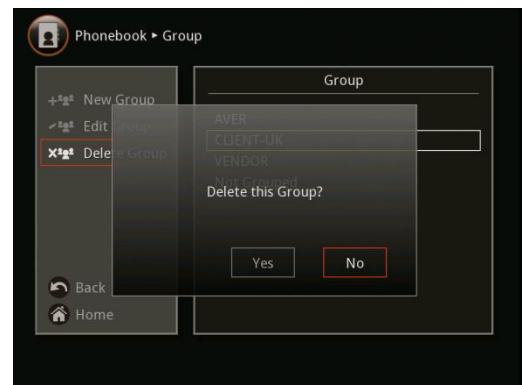 Phonebook ▸ Group
New Group
Edit Group
Delete Group
Back
Home
Group
AVER
CLIENT-UK
VENDOR
Not Grouped
Delete this Group?
Yes
No